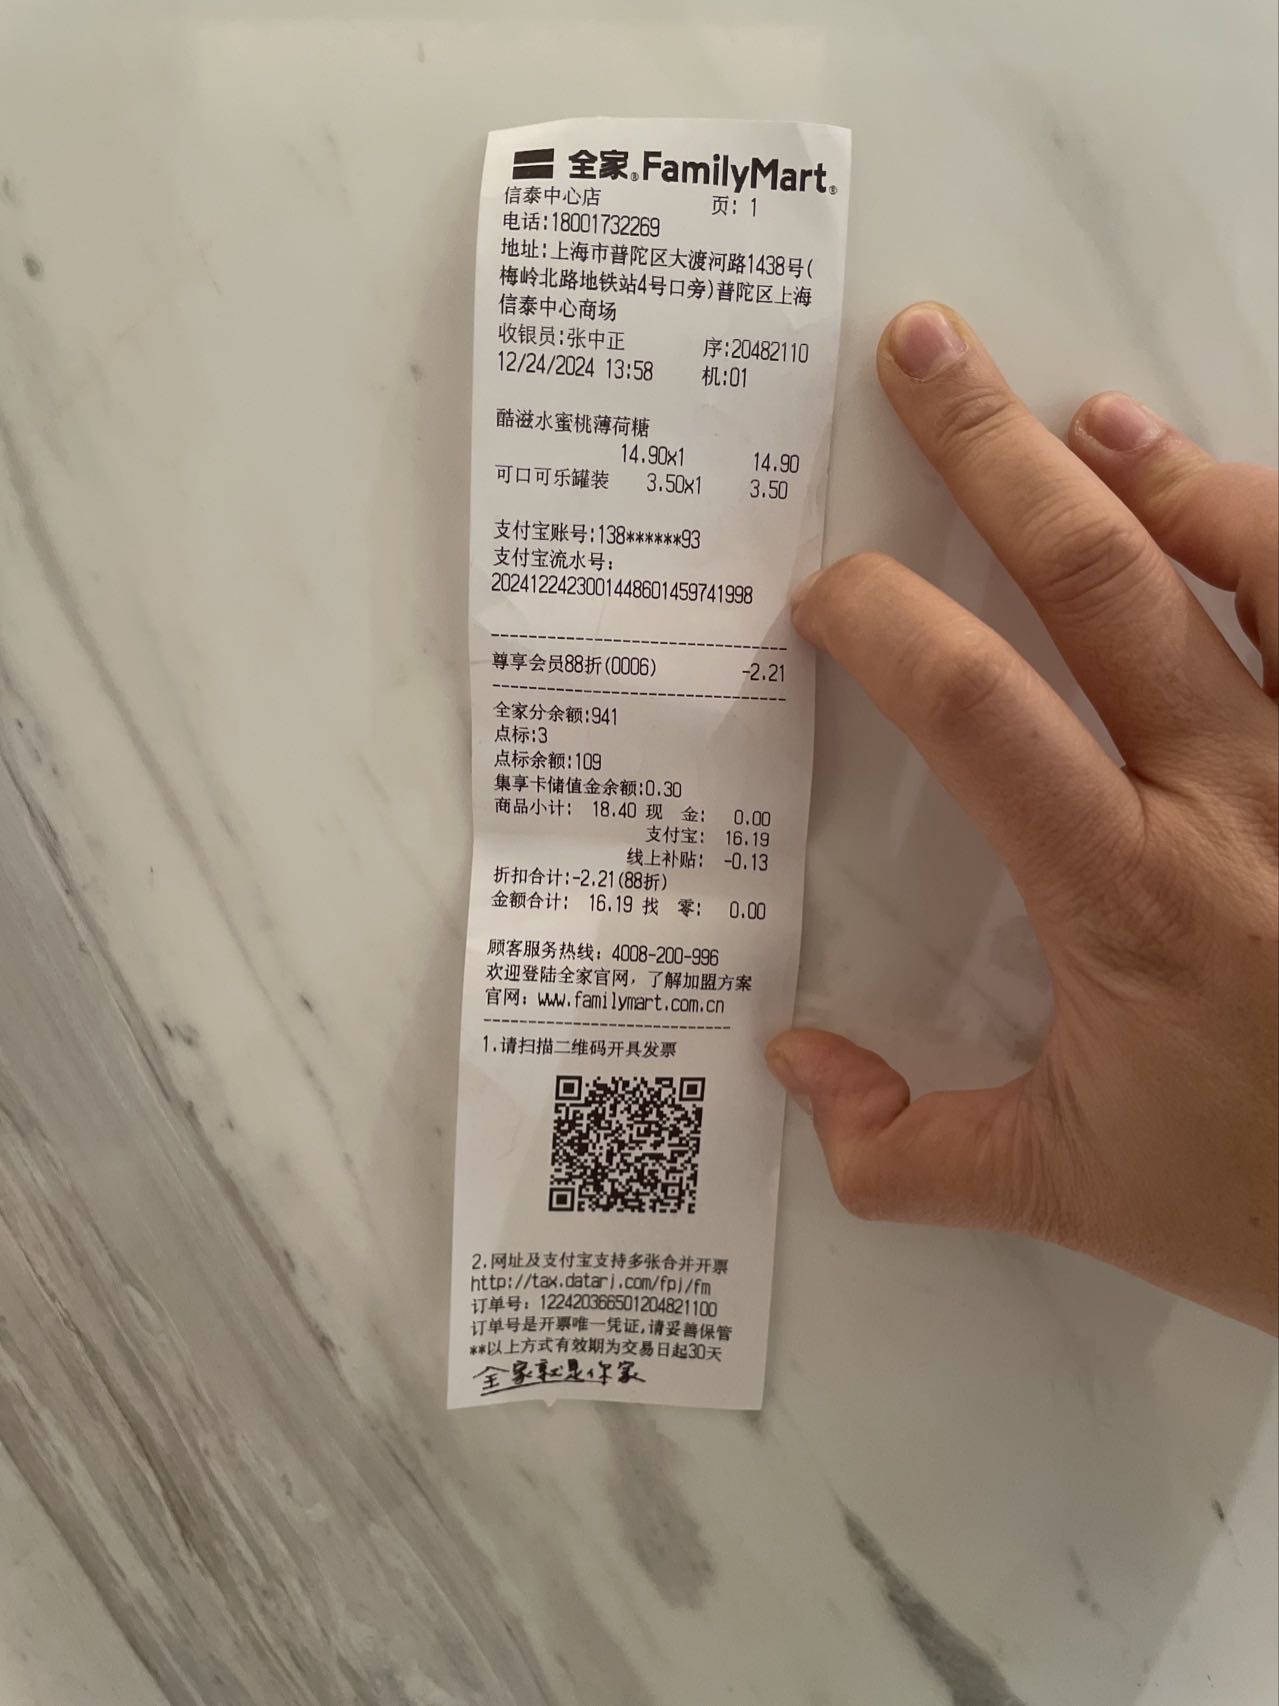 全家®FamilyMart®
信泰中心店 页: 1
电话:18001732269
地址:上海市普陀区大渡河路1438号(
梅岭北路地铁站4号口旁)普陀区上海
信泰中心商场
收银员:张中正 序:20482110
12/24/2024 13:58 机:01
酷滋水蜜桃薄荷糖
14.90x1 14.90
可口可乐罐装 3.50x1 3.50
支付宝账号:138******93
支付宝流水号:
2024122423001448601459741998
------------------------------
尊享会员88折(0006) -2.21
------------------------------
全家分余额:941
点标:3
点标余额:109
集享卡储值金余额:0.30
商品小计: 18.40 现 金: 0.00
支付宝: 16.19
线上补贴: -0.13
折扣合计:-2.21(88折)
金额合计: 16.19 找 零: 0.00
顾客服务热线: 4008-200-996
欢迎登陆全家官网, 了解加盟方案
官网: www.familymart.com.cn
------------------------------
1.请扫描二维码开具发票
2.网址及支付宝支持多张合并开票
http://tax.datarj.com/fpj/fm
订单号: 122420366501204821100
订单号是开票唯一凭证,请妥善保管
**以上方式有效期为交易日起30天
全家就是你家